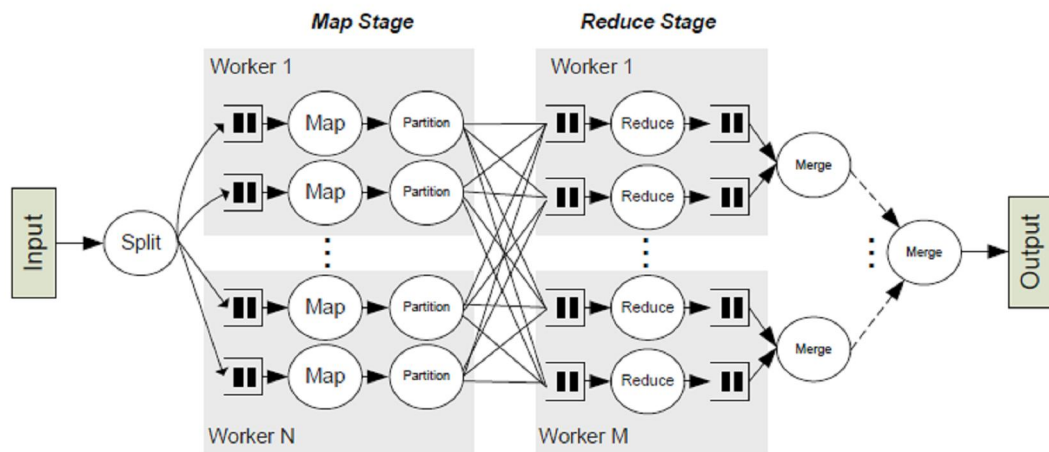 Map Stage
Reduce Stage
Worker 1
Worker 1
Map
Partition
Reduce
Merge
Map
Partition
Reduce
Input
Split
Merge
Output
Map
Partition
Reduce
Merge
Map
Partition
Reduce
Worker N
Worker M